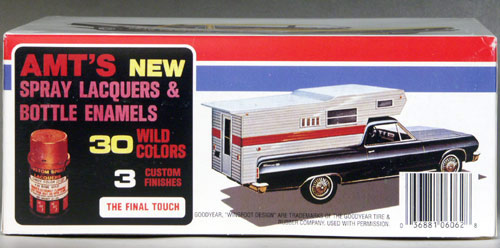 AMT'S NEW
SPRAY LACQUERS &
BOTTLE ENAMELS
30 WILD COLORS
3 CUSTOM FINISHES
THE FINAL TOUCH
GOODYEAR, "WINGFOOT DESIGN" ARE TRADEMARKS OF THE GOODYEAR TIRE &
RUBBER COMPANY, USED WITH PERMISSION.
0 36881 06062 8